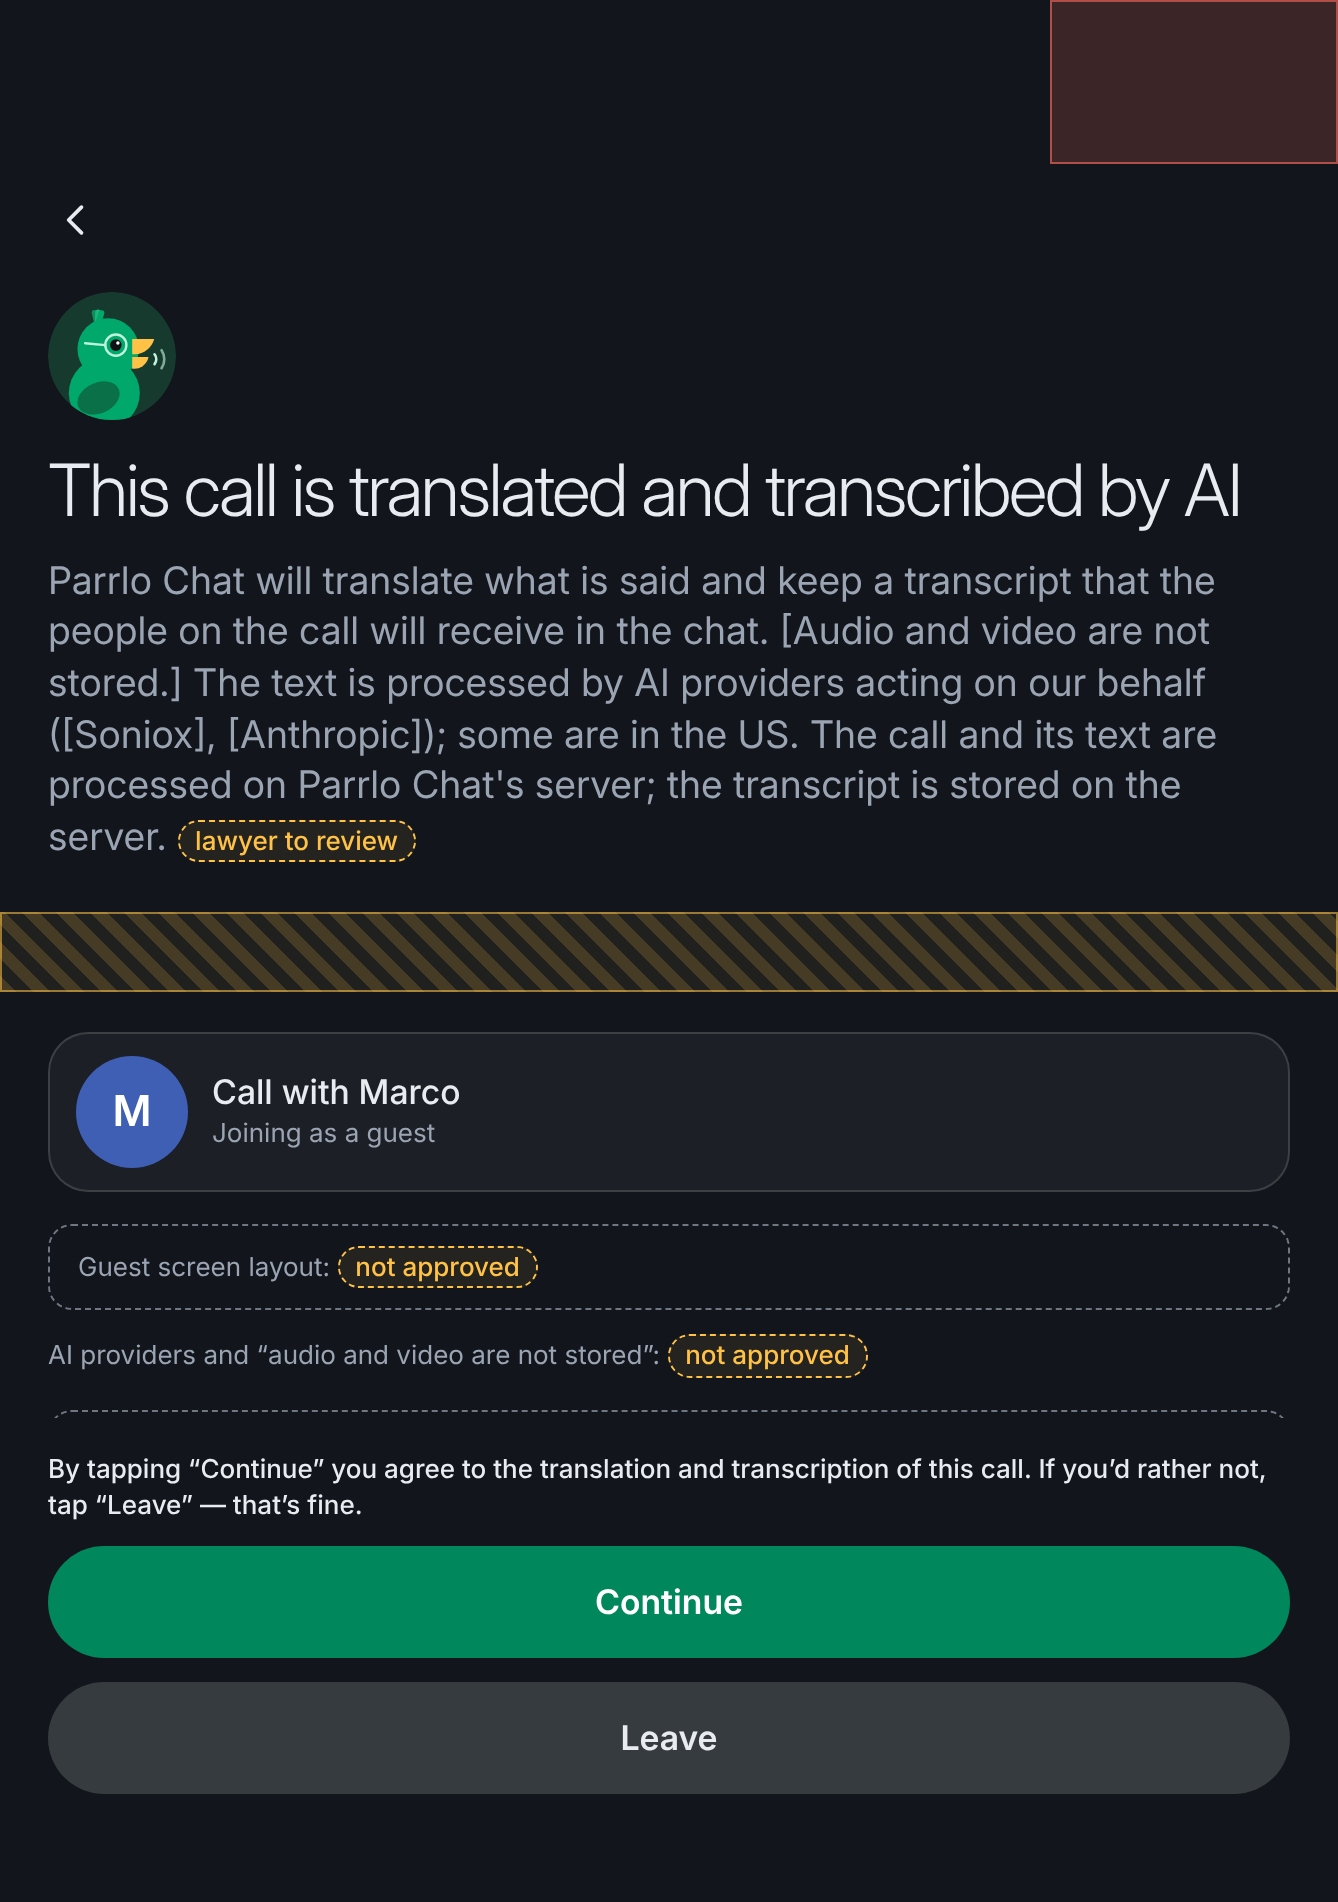 This call is translated and transcribed by AI
Parrlo Chat will translate what is said and keep a transcript that the
people on the call will receive in the chat. [Audio and video are not
stored.] The text is processed by AI providers acting on our behalf
([Soniox], [Anthropic]); some are in the US. The call and its text are
processed on Parrlo Chat's server; the transcript is stored on the
server. lawyer to review
M
Call with Marco
Joining as a guest
Guest screen layout: not approved
AI providers and “audio and video are not stored”: not approved
By tapping “Continue” you agree to the translation and transcription of this call. If you’d rather not,
tap “Leave” — that’s fine.
Continue
Leave